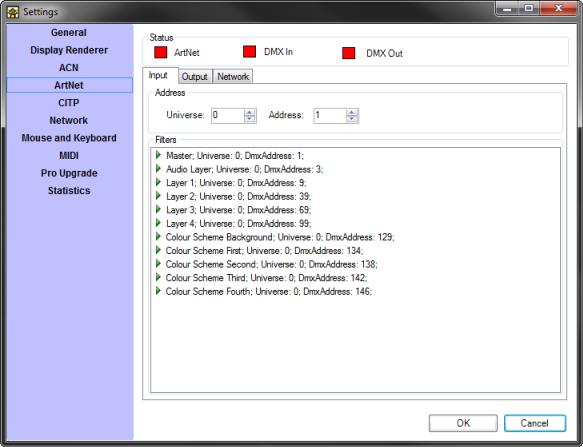 Settings
General
Display Renderer
ACN
ArtNet
CITP
Network
Mouse and Keyboard
MIDI
Pro Upgrade
Statistics
Status
ArtNet DMX In DMX Out
Input Output Network
Address
Universe: 0 Address: 1
Filters
Master; Universe: 0; DmxAddress: 1;
Audio Layer; Universe: 0; DmxAddress: 3;
Layer 1; Universe: 0; DmxAddress: 9;
Layer 2; Universe: 0; DmxAddress: 39;
Layer 3; Universe: 0; DmxAddress: 69;
Layer 4; Universe: 0; DmxAddress: 99;
Colour Scheme Background; Universe: 0; DmxAddress: 129;
Colour Scheme First; Universe: 0; DmxAddress: 134;
Colour Scheme Second; Universe: 0; DmxAddress: 138;
Colour Scheme Third; Universe: 0; DmxAddress: 142;
Colour Scheme Fourth; Universe: 0; DmxAddress: 146;
OK Cancel